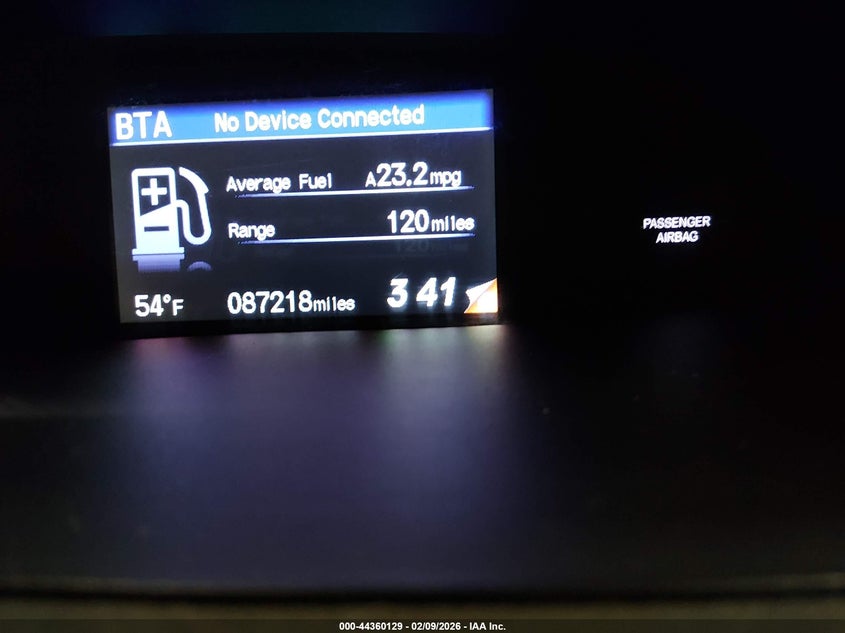 BTA No Device Connected
Average Fuel A23.2mpg
Range 120miles
54°F 087218miles 3 41
PASSENGER
AIRBAG
000-44360129 - 02/09/2026 - IAA Inc.